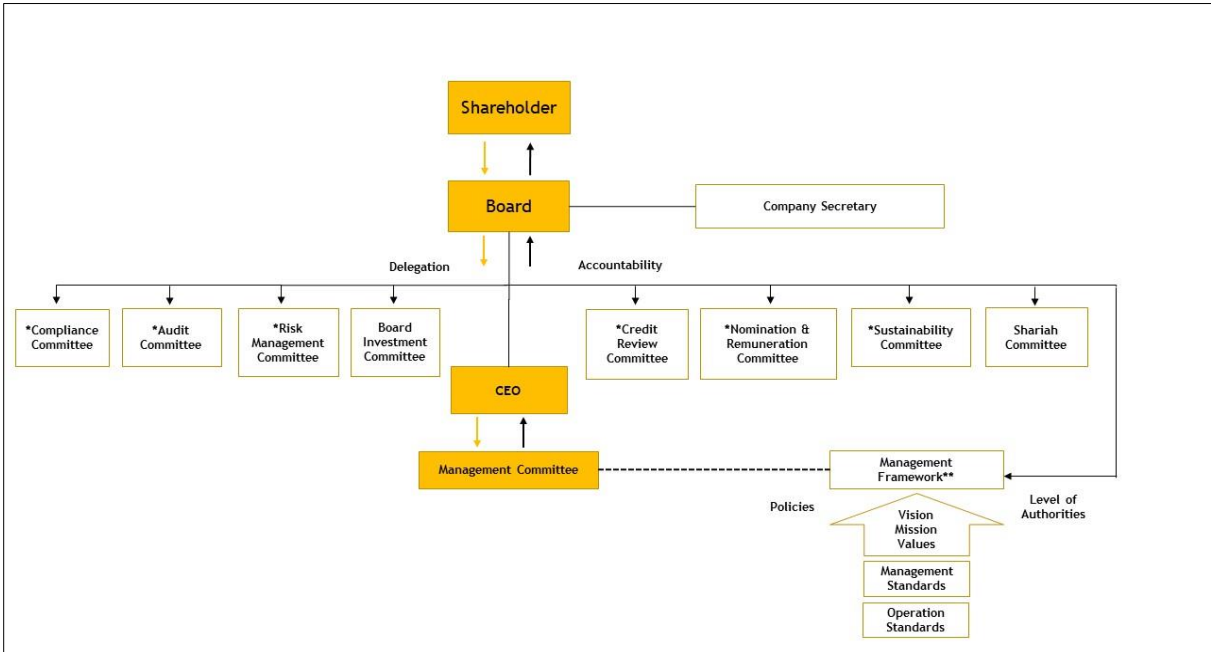 Shareholder
Board
Company Secretary
Delegation
Accountability
*Compliance
Committee
*Audit
Committee
*Risk
Management
Committee
Board
Investment
Committee
*Credit
Review
Committee
*Nomination &
Remuneration
Committee
*Sustainability
Committee
Shariah
Committee
CEO
Management Committee
Management
Framework**
Policies
Level of
Authorities
Vision
Mission
Values
Management
Standards
Operation
Standards